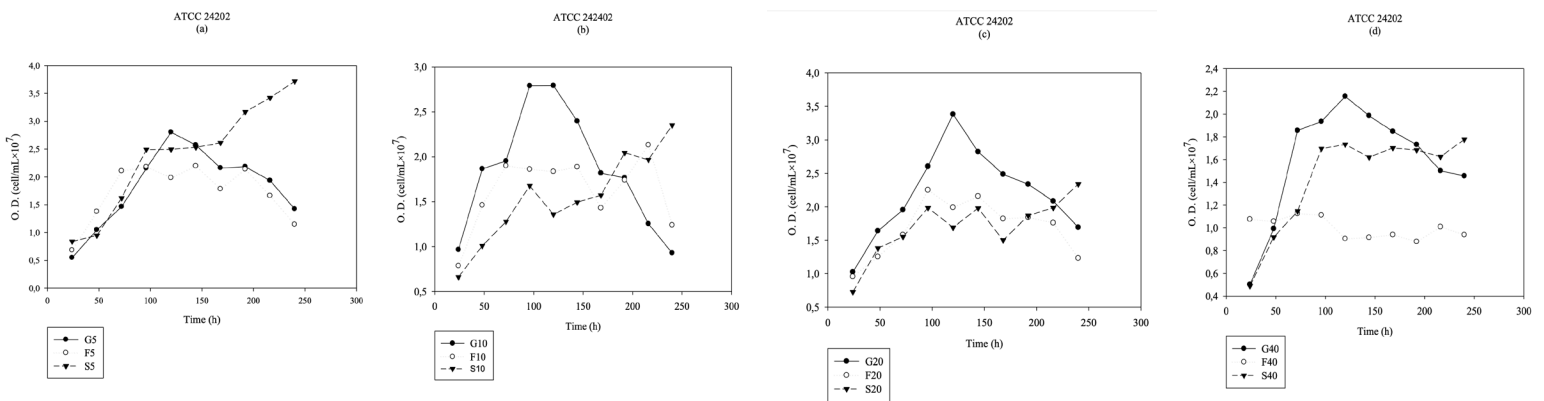 ATCC 24202
(a)
4,0
3,5
3,0
2,5
2,0
1,5
1,0
0,5
0,0
O. D. (cell/mL×10⁷)
0 50 100 150 200 250 300
Time (h)
G5
F5
S5
ATCC 242402
(b)
3,0
2,5
2,0
1,5
1,0
0,5
O. D. (cell/mL×10⁷)
0 50 100 150 200 250 300
Time (h)
G10
F10
S10
ATCC 24202
(c)
4,0
3,5
3,0
2,5
2,0
1,5
1,0
0,5
O. D. (cell/mL×10⁷)
0 50 100 150 200 250 300
Time (h)
G20
F20
S20
ATCC 24202
(d)
2,4
2,2
2,0
1,8
1,6
1,4
1,2
1,0
0,8
0,6
0,4
O. D. (cell/mL×10⁷)
0 50 100 150 200 250 300
Time (h)
G40
F40
S40